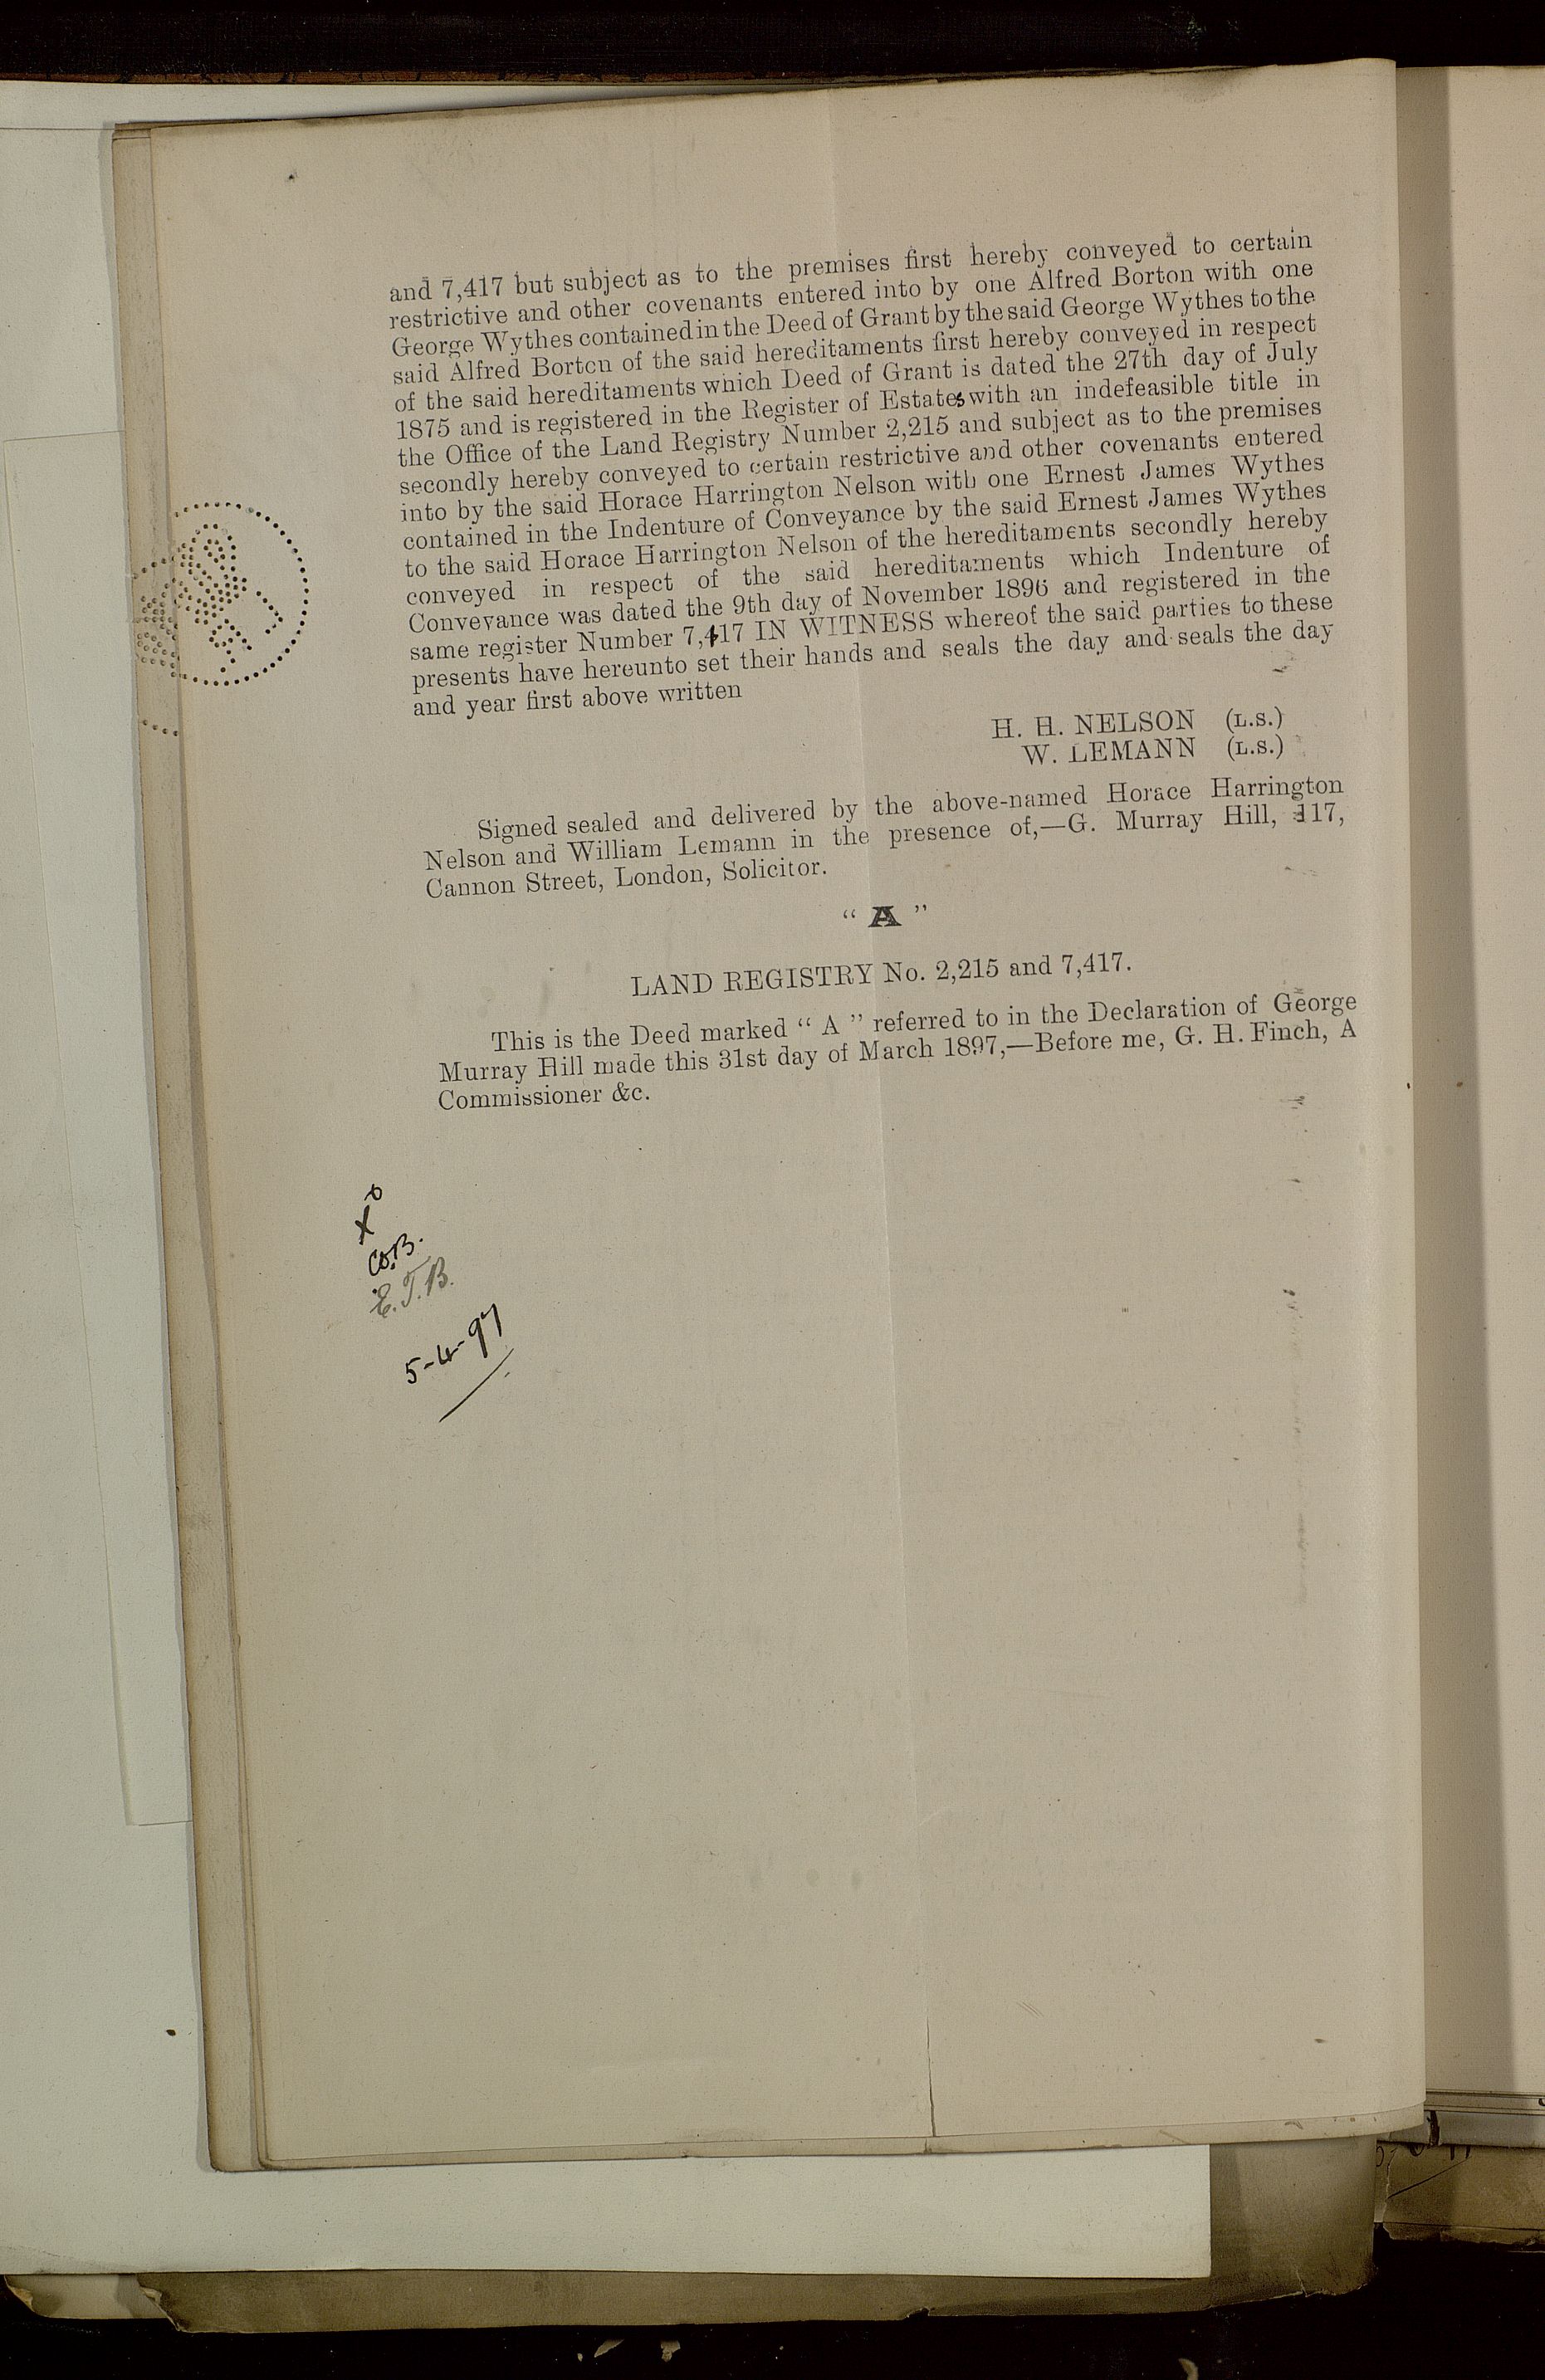 and 7,417 but subject as to the premises first hereby conveyed to certain
restrictive and other covenants entered into by one Alfred Borton with one
George Wythes contained in the Deed of Grant by the said George Wythes to the
said Alfred Borton of the said hereditaments first hereby conveyed in respect
of the said hereditaments which Deed of Grant is dated the 27th day of July
1875 and is registered in the Register of Estates with an indefeasible title in
the Office of the Land Registry Number 2,215 and subject as to the premises
secondly hereby conveyed to certain restrictive and other covenants entered
into by the said Horace Harrington Nelson with one Ernest James Wythes
contained in the Indenture of Conveyance by the said Ernest James Wythes
to the said Horace Harrington Nelson of the hereditaments secondly hereby
conveyed in respect of the said hereditaments which Indenture of
Conveyance was dated the 9th day of November 1896 and registered in the
same register Number 7,417 IN WITNESS whereof the said parties to these
presents have hereunto set their hands and seals the day and seals the day
and year first above written
H. H. NELSON (L.S.)
W. LEMANN (L.S.)
Signed sealed and delivered by the above-named Horace Harrington
Nelson and William Lemann in the presence of,—G. Murray Hill, 117,
Cannon Street, London, Solicitor.
“ A ”
LAND REGISTRY No. 2,215 and 7,417.
This is the Deed marked “ A ” referred to in the Declaration of George
Murray Hill made this 31st day of March 1897,—Before me, G. H. Finch, A
Commissioner &c.
E.J.B.
5-4-97